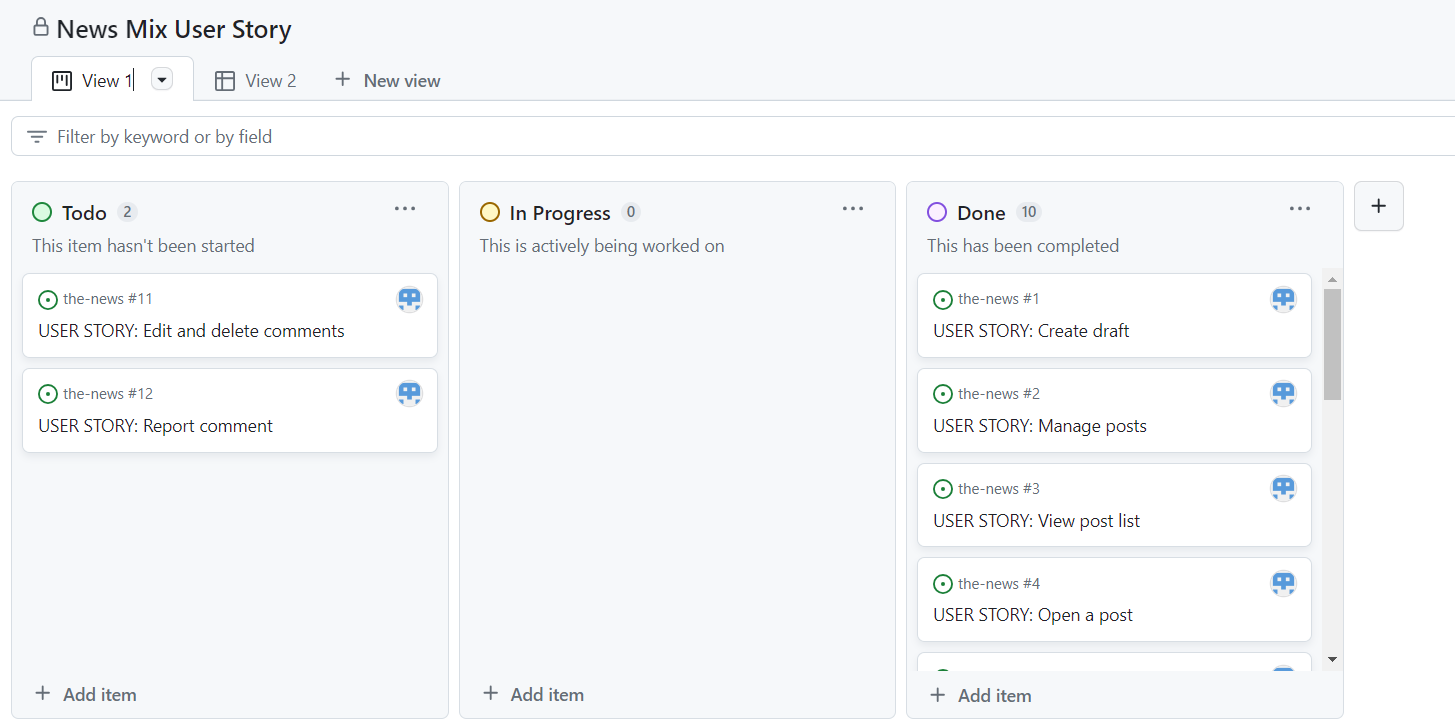 News Mix User Story
View 1
View 2
New view
Filter by keyword or by field
Todo 2
This item hasn't been started
the-news #11
USER STORY: Edit and delete comments
the-news #12
USER STORY: Report comment
Add item
In Progress 0
This is actively being worked on
Add item
Done 10
This has been completed
the-news #1
USER STORY: Create draft
the-news #2
USER STORY: Manage posts
the-news #3
USER STORY: View post list
the-news #4
USER STORY: Open a post
Add item